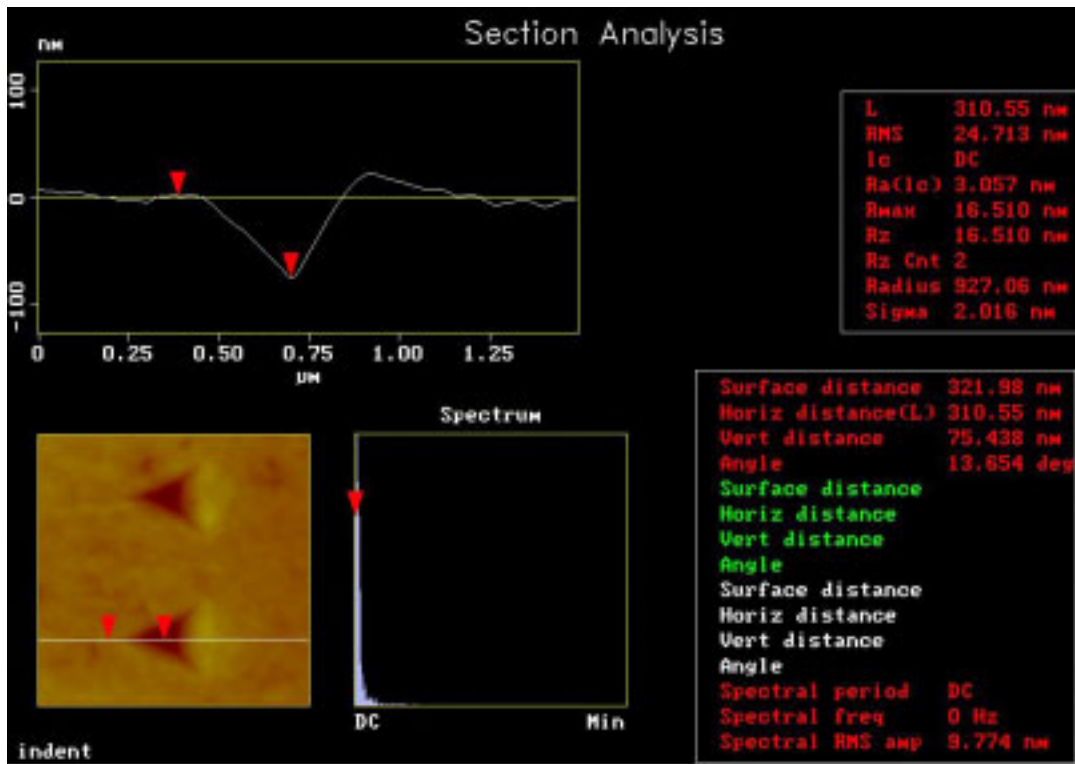 Section Analysis
nm
100
0
-100
0 0.25 0.50 0.75 1.00 1.25
µm
L 310.55 nm
RMS 24.713 nm
lc DC
Ra(lc) 3.057 nm
Rmax 16.510 nm
Rz 16.510 nm
Rz Cnt 2
Radius 927.06 nm
Sigma 2.016 nm
Surface distance 321.98 nm
Horiz distance(L) 310.55 nm
Vert distance 75.438 nm
Angle 13.654 deg
Surface distance
Horiz distance
Vert distance
Angle
Surface distance
Horiz distance
Vert distance
Angle
Spectral period DC
Spectral freq 0 Hz
Spectral RMS amp 9.774 nm
Spectrum
DC Min
indent